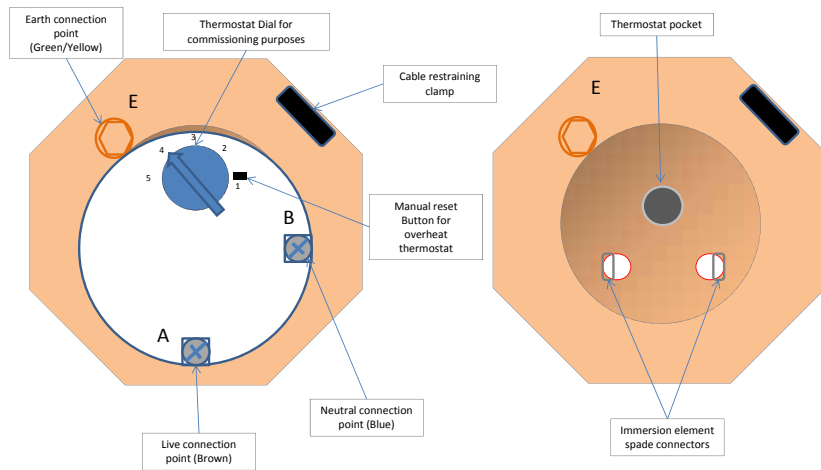 Earth connection
point
(Green/Yellow)
Thermostat Dial for
commissioning purposes
Cable restraining
clamp
E
3
4
2
5
1
B
Manual reset
Button for
overheat
thermostat
A
Neutral connection
point (Blue)
Live connection
point (Brown)
Thermostat pocket
E
Immersion element
spade connectors